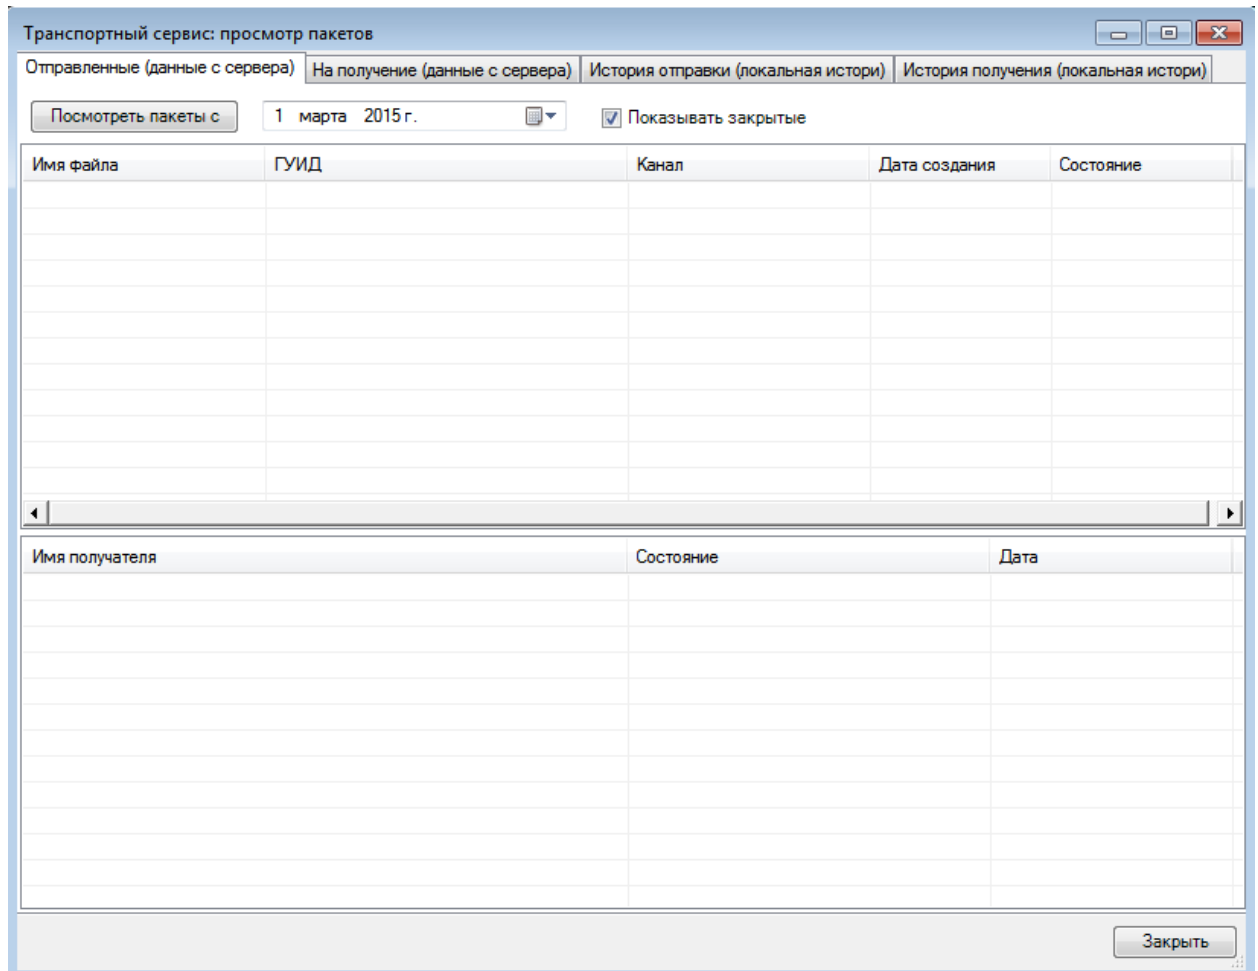 Транспортный сервис: просмотр пакетов
Отправленные (данные с сервера) На получение (данные с сервера) История отправки (локальная истори) История получения (локальная истори)
Посмотреть пакеты с 1 марта 2015 г. Показывать закрытые
Имя файла ГУИД Канал Дата создания Состояние
Имя получателя Состояние Дата
Закрыть